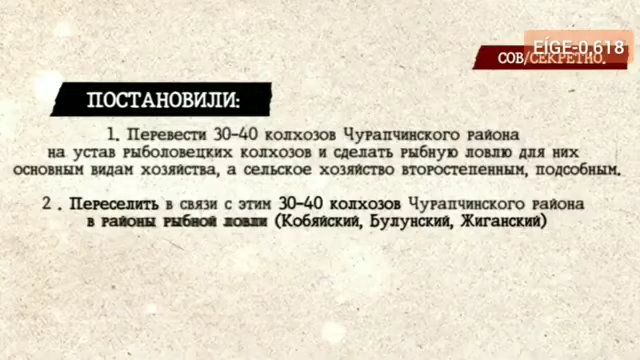 EÍGE-0,618
СОВ/СЕКРЕТНО.
ПОСТАНОВИЛИ:
1. Перевести 30-40 колхозов Чурапчинского района
на устав рыболовецких колхозов и сделать рыбную ловлю для них
основным видам хозяйства, а сельское хозяйство второстепенным, подсобным.
2 . Переселить в связи с этим 30-40 колхозов Чурапчинского района
в районы рыбной ловли (Кобяйский, Булунский, Жиганский)